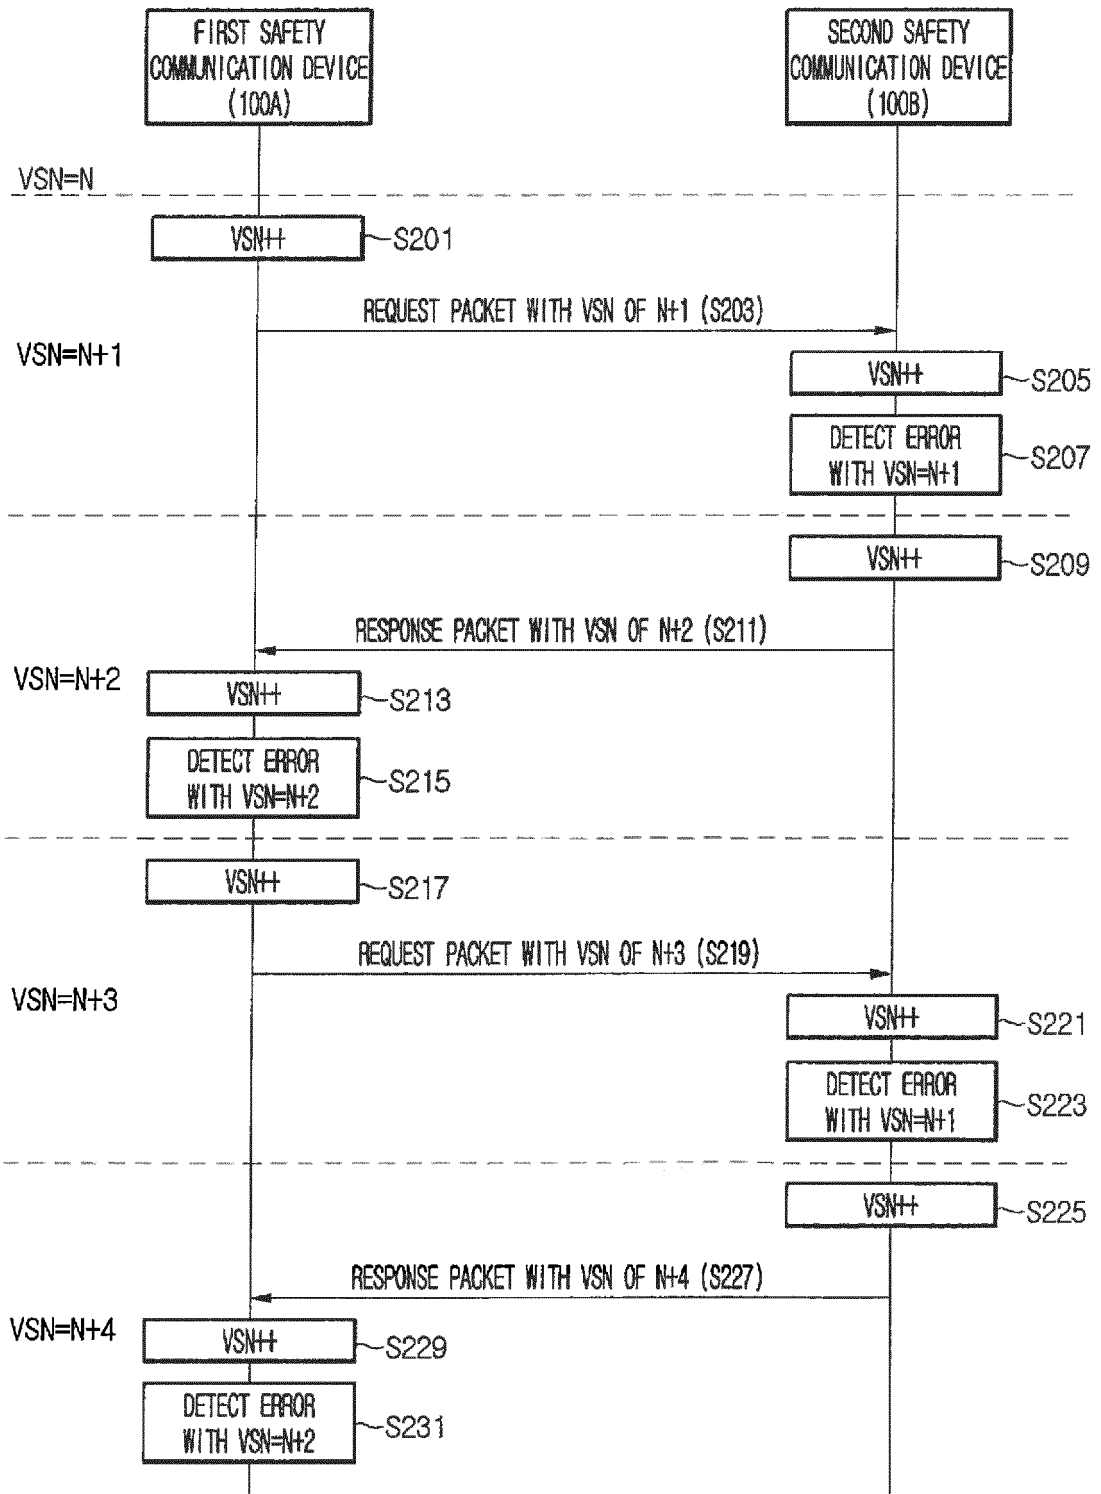 FIRST SAFETY
COMMUNICATION DEVICE
(100A)
SECOND SAFETY
COMMUNICATION DEVICE
(100B)
VSN=N
VSN++
S201
REQUEST PACKET WITH VSN OF N+1 (S203)
VSN=N+1
VSN++
S205
DETECT ERROR
WITH VSN=N+1
S207
VSN++
S209
RESPONSE PACKET WITH VSN OF N+2 (S211)
VSN=N+2
VSN++
S213
DETECT ERROR
WITH VSN=N+2
S215
VSN++
S217
REQUEST PACKET WITH VSN OF N+3 (S219)
VSN=N+3
VSN++
S221
DETECT ERROR
WITH VSN=N+1
S223
VSN++
S225
RESPONSE PACKET WITH VSN OF N+4 (S227)
VSN=N+4
VSN++
S229
DETECT ERROR
WITH VSN=N+2
S231